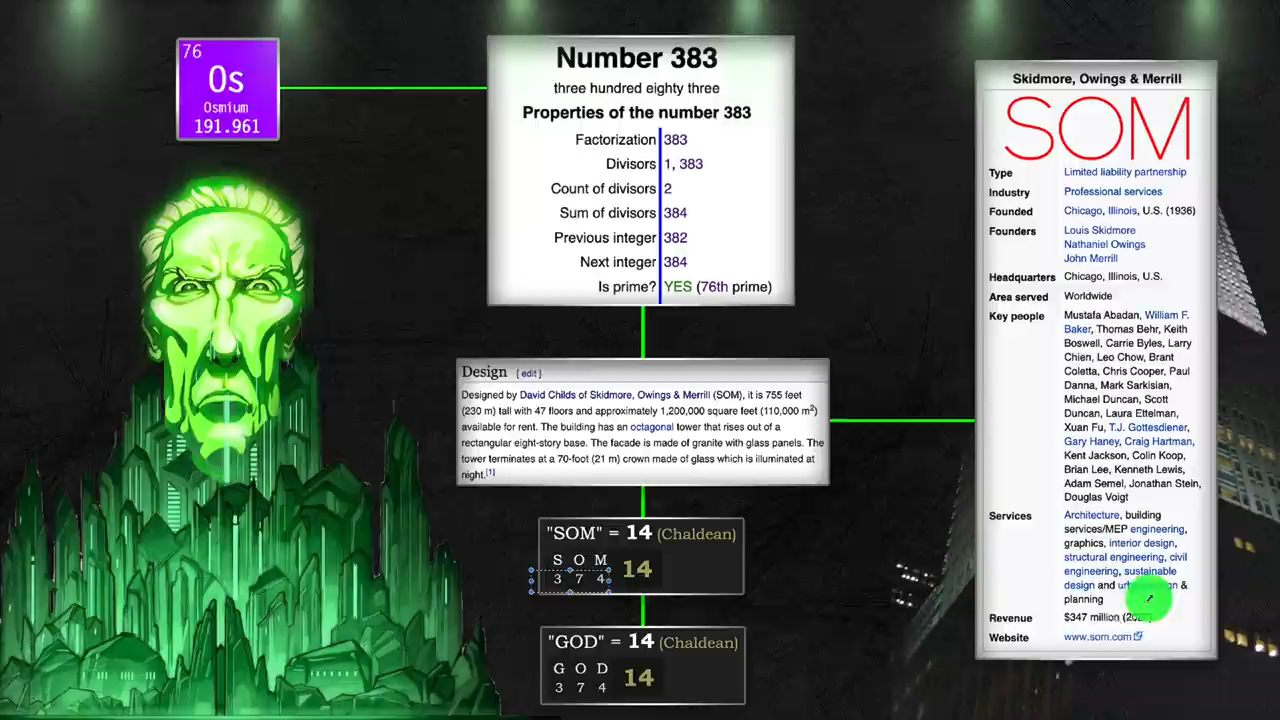 76
Os
Osmium
191.961
Number 383
three hundred eighty three
Properties of the number 383
Factorization 383
Divisors 1, 383
Count of divisors 2
Sum of divisors 384
Previous integer 382
Next integer 384
Is prime? YES (76th prime)
Design [ edit ]
Designed by David Childs of Skidmore, Owings & Merrill (SOM), it is 755 feet
(230 m) tall with 47 floors and approximately 1,200,000 square feet (110,000 m²)
available for rent. The building has an octagonal tower that rises out of a
rectangular eight-story base. The facade is made of granite with glass panels. The
tower terminates at a 70-foot (21 m) crown made of glass which is illuminated at
night.[1]
"SOM" = 14 (Chaldean)
S O M
3 7 4
14
"GOD" = 14 (Chaldean)
G O D
3 7 4
14
Skidmore, Owings & Merrill
SOM
Type Limited liability partnership
Industry Professional services
Founded Chicago, Illinois, U.S. (1936)
Founders Louis Skidmore
Nathaniel Owings
John Merrill
Headquarters Chicago, Illinois, U.S.
Area served Worldwide
Key people Mustafa Abadan, William F.
Baker, Thomas Behr, Keith
Boswell, Carrie Byles, Larry
Chien, Leo Chow, Brant
Coletta, Chris Cooper, Paul
Danna, Mark Sarkisian,
Michael Duncan, Scott
Duncan, Laura Ettelman,
Xuan Fu, T.J. Gottesdiener,
Gary Haney, Craig Hartman,
Kent Jackson, Colin Koop,
Brian Lee, Kenneth Lewis,
Adam Semel, Jonathan Stein,
Douglas Voigt
Services Architecture, building
services/MEP engineering,
graphics, interior design,
structural engineering, civil
engineering, sustainable
design and &
planning
Revenue $347 million
Website www.som.com